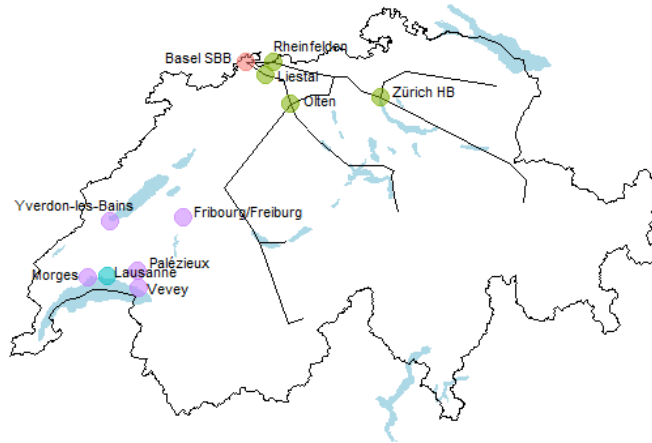 Rheinfelden
Basel SBB
Liestal
Zürich HB
Olten
Yverdon-les-Bains
Fribourg/Freiburg
Palézieux
Lausanne
Morges
Vevey